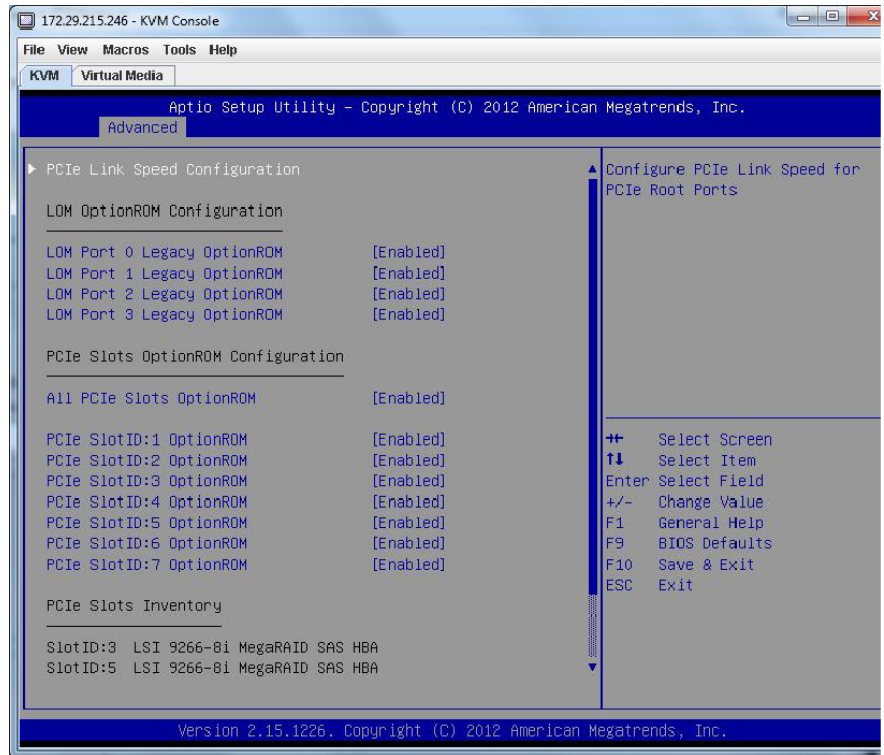 172.29.215.246 - KVM Console
File View Macros Tools Help
KVM Virtual Media
Aptio Setup Utility – Copyright (C) 2012 American Megatrends, Inc.
Advanced
PCIe Link Speed Configuration
LOM OptionROM Configuration
LOM Port 0 Legacy OptionROM [Enabled]
LOM Port 1 Legacy OptionROM [Enabled]
LOM Port 2 Legacy OptionROM [Enabled]
LOM Port 3 Legacy OptionROM [Enabled]
PCIe Slots OptionROM Configuration
All PCIe Slots OptionROM [Enabled]
PCIe SlotID:1 OptionROM [Enabled]
PCIe SlotID:2 OptionROM [Enabled]
PCIe SlotID:3 OptionROM [Enabled]
PCIe SlotID:4 OptionROM [Enabled]
PCIe SlotID:5 OptionROM [Enabled]
PCIe SlotID:6 OptionROM [Enabled]
PCIe SlotID:7 OptionROM [Enabled]
PCIe Slots Inventory
SlotID:3 LSI 9266-8i MegaRAID SAS HBA
SlotID:5 LSI 9266-8i MegaRAID SAS HBA
Configure PCIe Link Speed for
PCIe Root Ports
→← Select Screen
↑↓ Select Item
Enter Select Field
+/- Change Value
F1 General Help
F9 BIOS Defaults
F10 Save & Exit
ESC Exit
Version 2.15.1226. Copyright (C) 2012 American Megatrends, Inc.